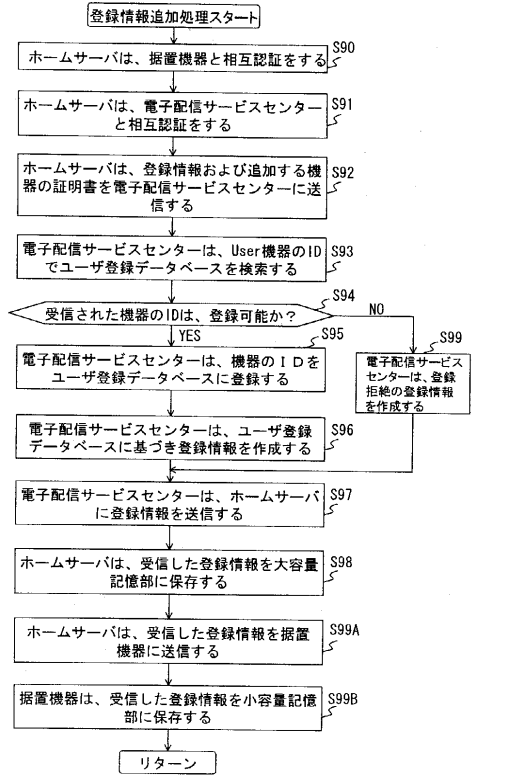 登録情報追加処理スタート
S90
ホームサーバは、据置機器と相互認証をする
S91
ホームサーバは、電子配信サービスセンター
と相互認証をする
S92
ホームサーバは、登録情報および追加する機
器の証明書を電子配信サービスセンターに送
信する
S93
電子配信サービスセンターは、User機器のID
でユーザ登録データベースを検索する
S94
受信された機器のIDは、登録可能か？
NO
YES
S95
電子配信サービスセンターは、機器のＩＤを
ユーザ登録データベースに登録する
S99
電子配信サービス
センターは、登録
拒絶の登録情報
を作成する
S96
電子配信サービスセンターは、ユーザ登録
データベースに基づき登録情報を作成する
S97
電子配信サービスセンターは、ホームサーバ
に登録情報を送信する
S98
ホームサーバは、受信した登録情報を大容量
記憶部に保存する
S99A
ホームサーバは、受信した登録情報を据置
機器に送信する
S99B
据置機器は、受信した登録情報を小容量記憶
部に保存する
リターン